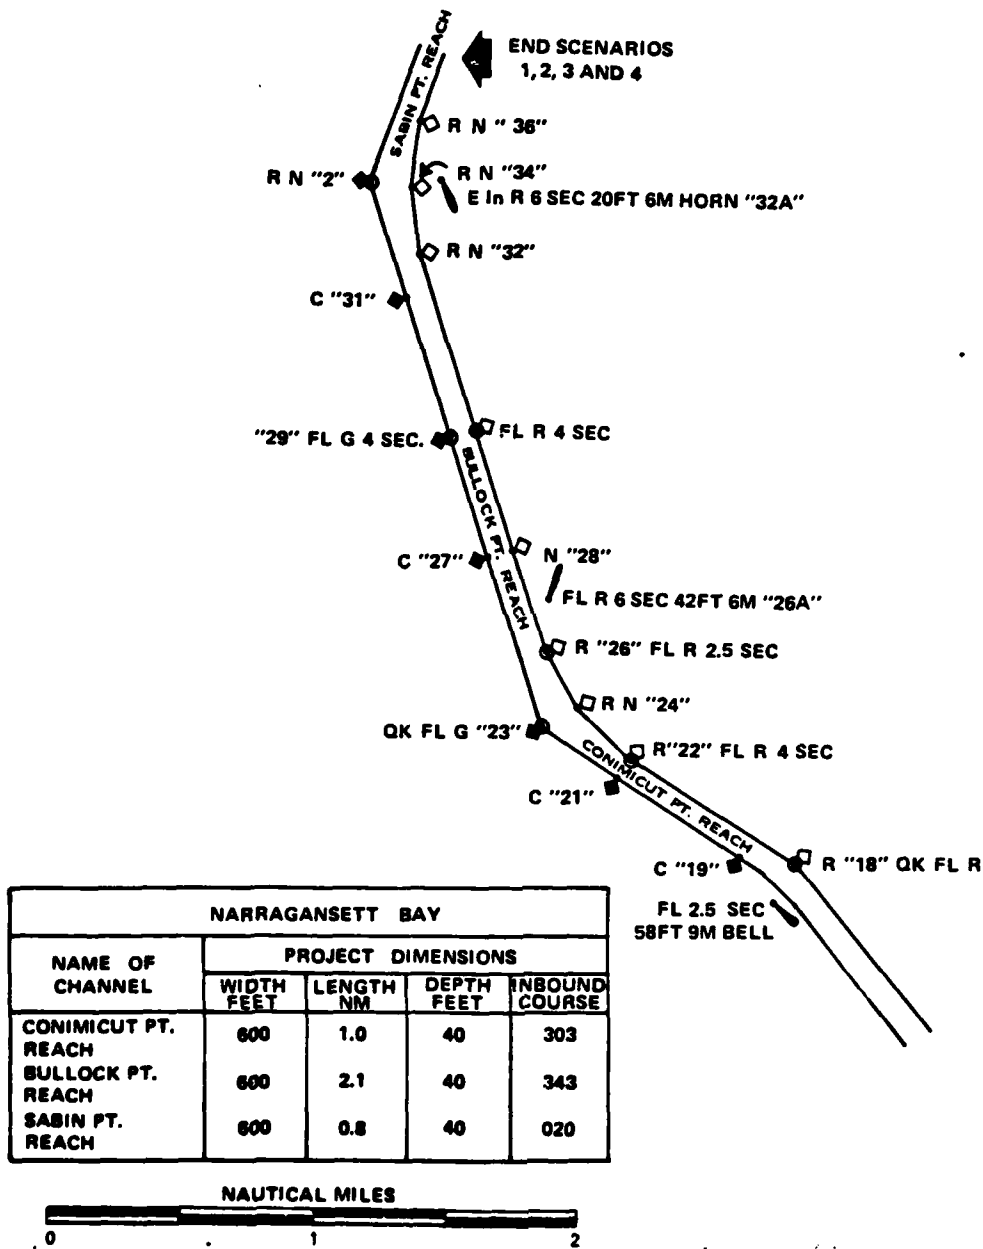 SABIN PT. REACH
END SCENARIOS
1, 2, 3 AND 4
R N "36"
R N "2"
R N "34"
E In R 6 SEC 20FT 6M HORN "32A"
R N "32"
C "31"
"29" FL G 4 SEC.
FL R 4 SEC
BULLOCK PT. REACH
C "27"
N "28"
FL R 6 SEC 42FT 6M "26A"
R "26" FL R 2.5 SEC
R N "24"
QK FL G "23"
R "22" FL R 4 SEC
CONIMICUT PT. REACH
C "21"
C "19"
R "18" QK FL R
FL 2.5 SEC
58FT 9M BELL
NARRAGANSETT BAY
NAME OF
CHANNEL
PROJECT DIMENSIONS
WIDTH
FEET
LENGTH
NM
DEPTH
FEET
INBOUND
COURSE
CONIMICUT PT.
REACH
600 1.0 40 303
BULLOCK PT.
REACH
600 2.1 40 343
SABIN PT.
REACH
600 0.8 40 020
NAUTICAL MILES
0 1 2